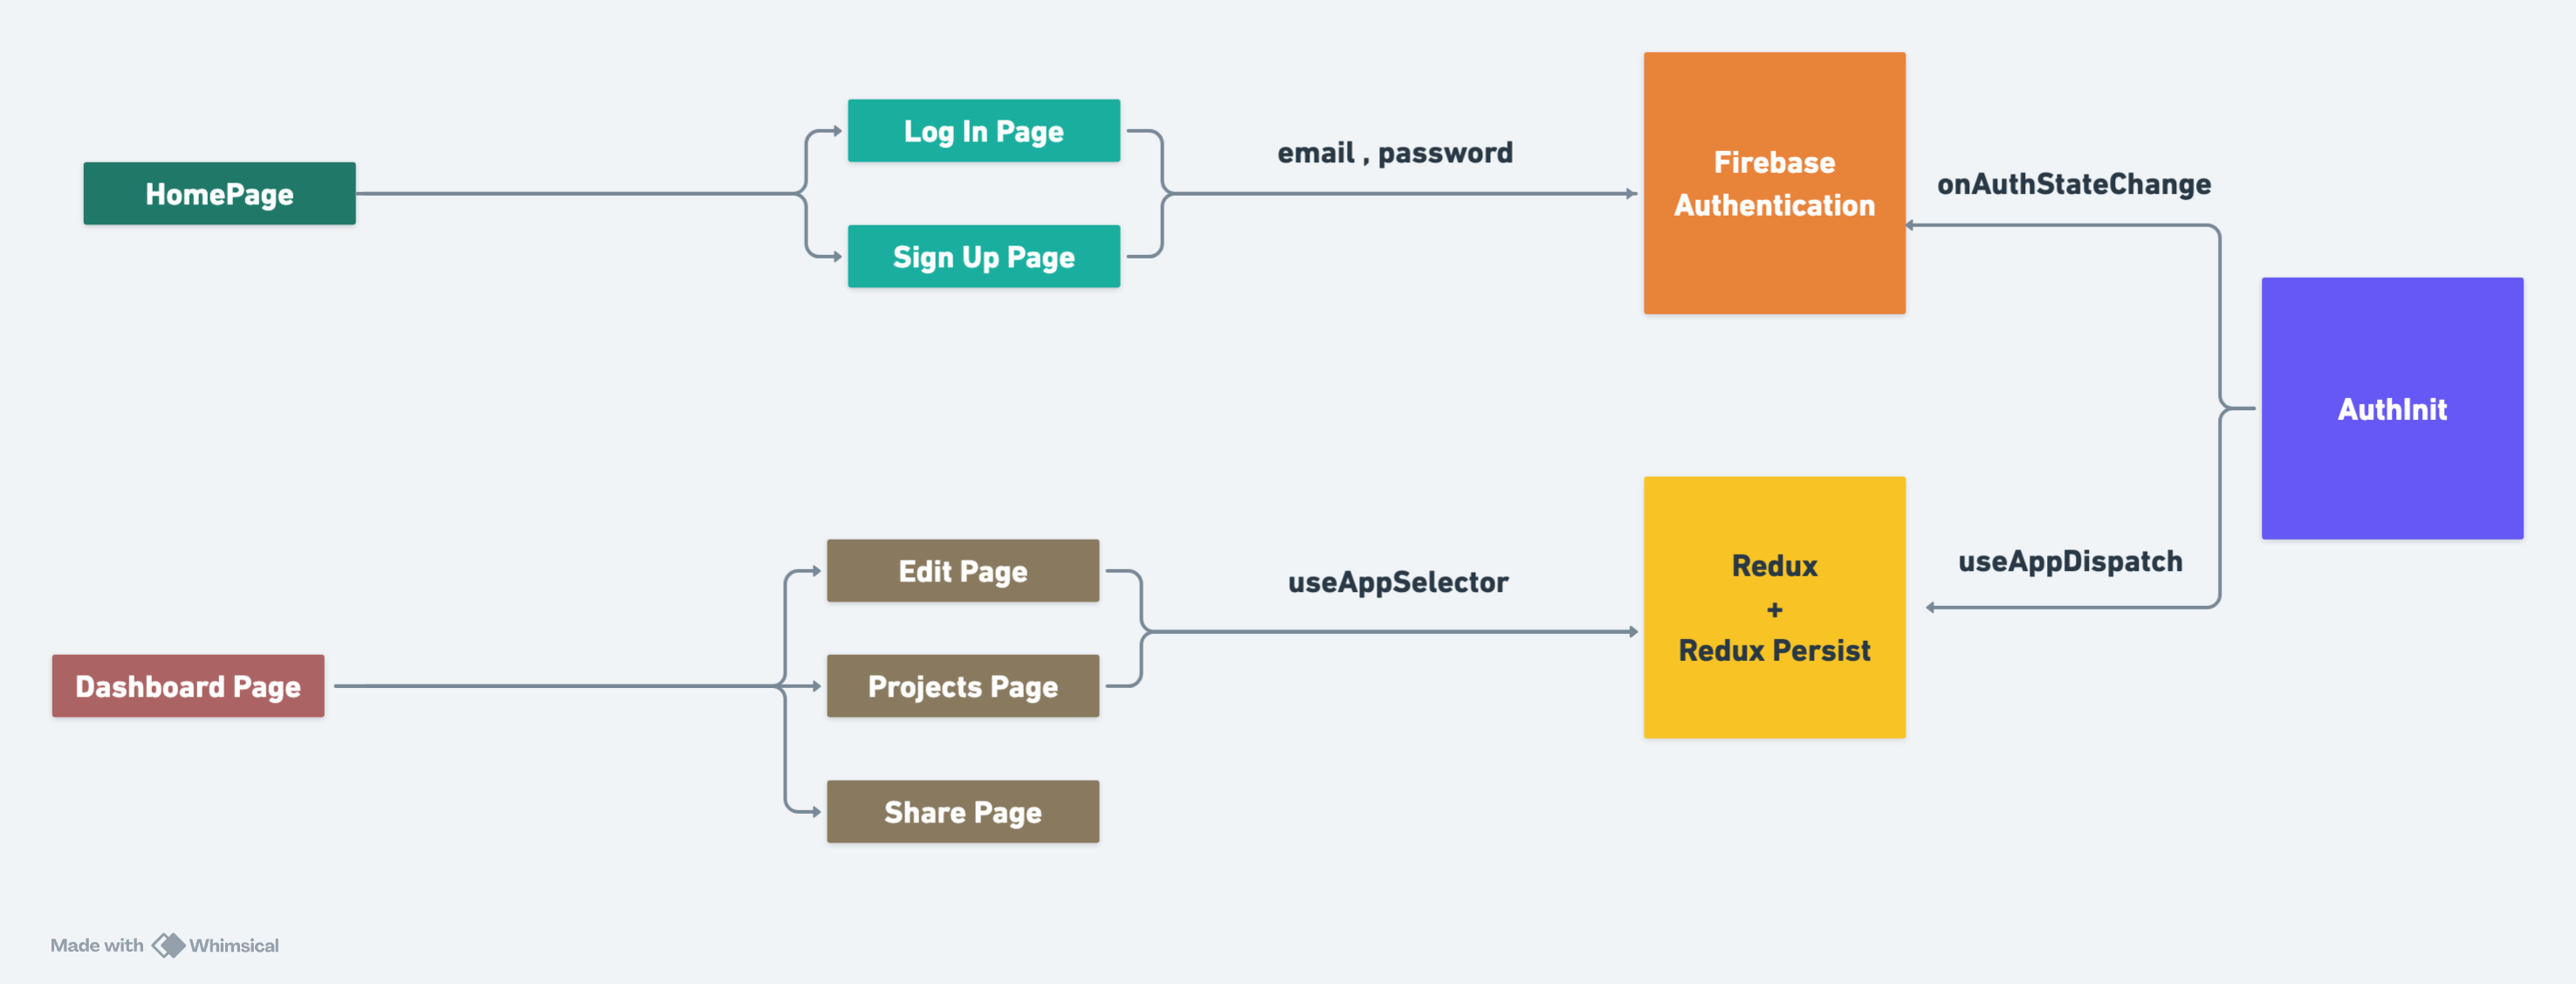 HomePage
Log In Page
Sign Up Page
email , password
Firebase
Authentication
onAuthStateChange
AuthInit
Dashboard Page
Edit Page
Projects Page
Share Page
useAppSelector
Redux
+
Redux Persist
useAppDispatch
Made with Whimsical